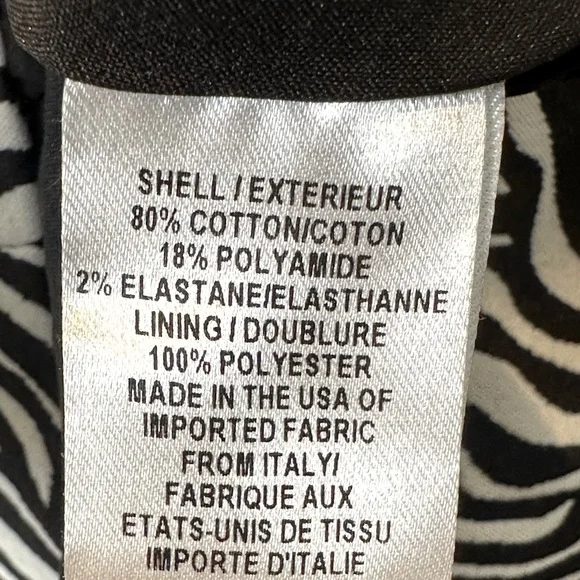 SHELL / EXTERIEUR
80% COTTON/COTON
18% POLYAMIDE
2% ELASTANE/ELASTHANNE
LINING / DOUBLURE
100% POLYESTER
MADE IN THE USA OF
IMPORTED FABRIC
FROM ITALY/
FABRIQUE AUX
ETATS-UNIS DE TISSU
IMPORTE D'ITALIE